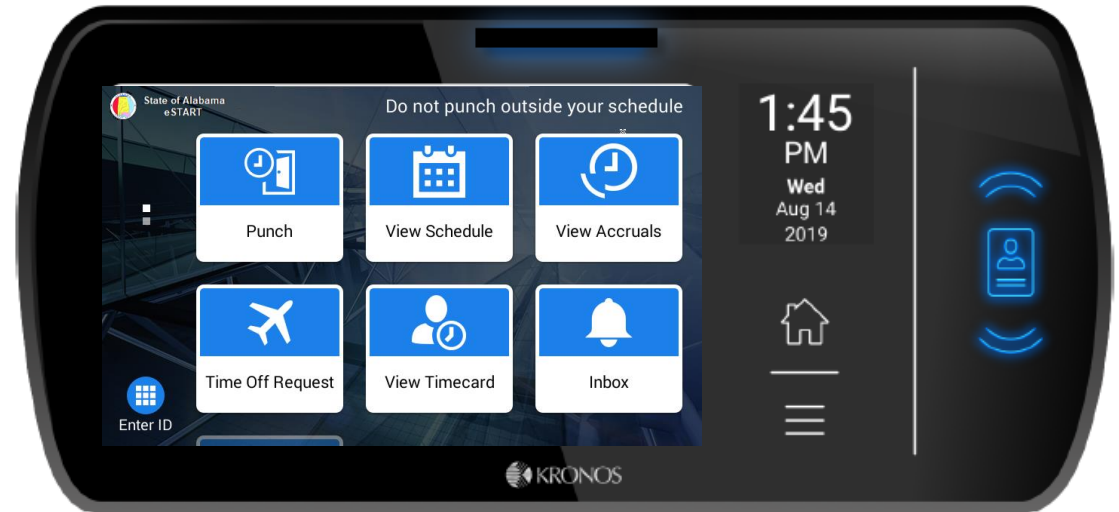 State of Alabama
eSTART
Do not punch outside your schedule
Punch
View Schedule
View Accruals
Time Off Request
View Timecard
Inbox
Enter ID
1:45
PM
Wed
Aug 14
2019
KRONOS